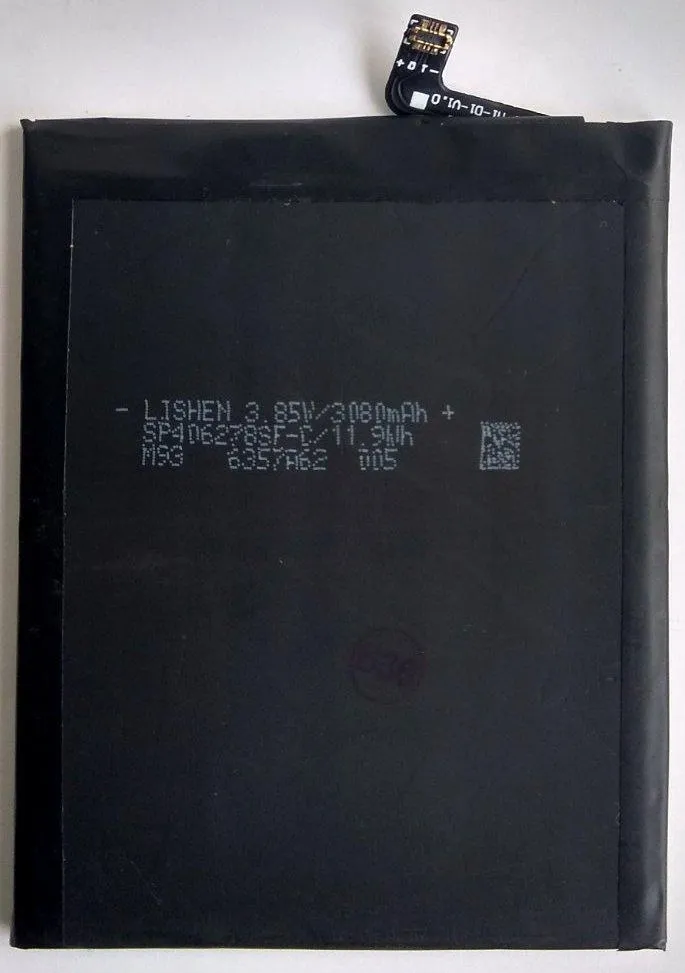 + D T -
- LISHEN 3.85V/3080mAh +
SP406278SF-C/11.9Wh
M93 6357A62 005